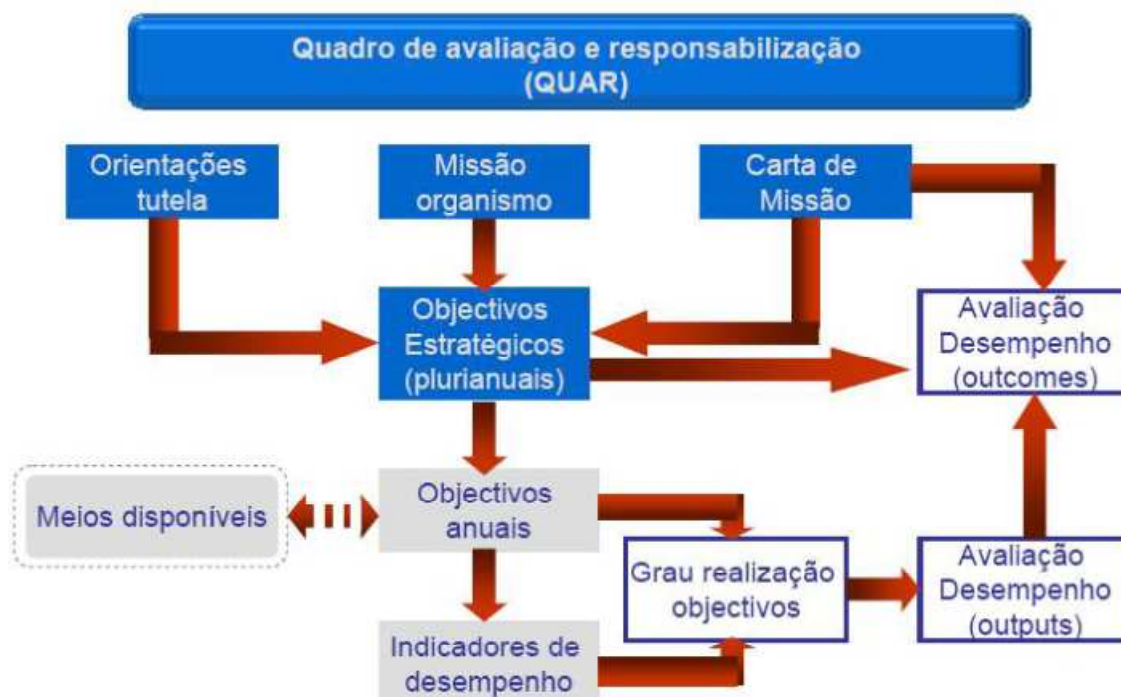 Quadro de avaliação e responsabilização
(QUAR)
Orientações
tutela
Missão
organismo
Carta de
Missão
Objectivos
Estratégicos
(plurianuais)
Avaliação
Desempenho
(outcomes)
Meios disponíveis
Objectivos
anuais
Grau realização
objectivos
Avaliação
Desempenho
(outputs)
Indicadores de
desempenho